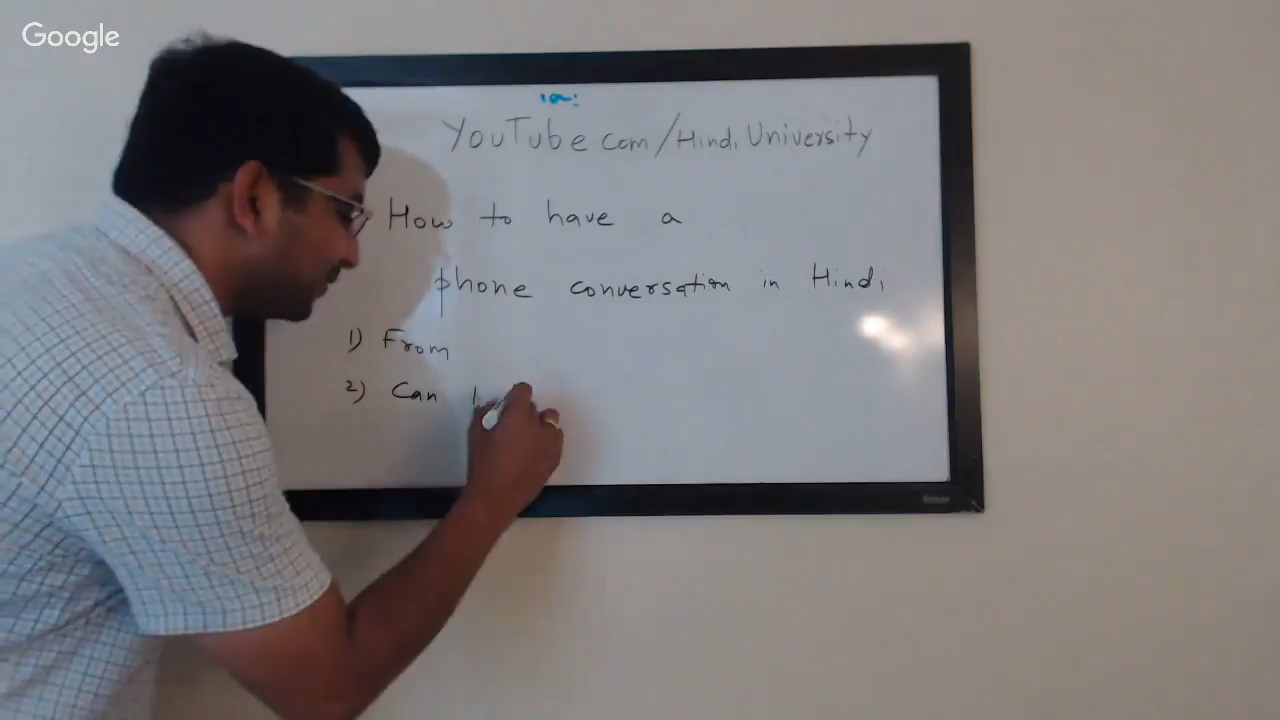 Google
YouTube.com/Hindi University
How to have a
phone conversation in Hindi
1) From
2) Can